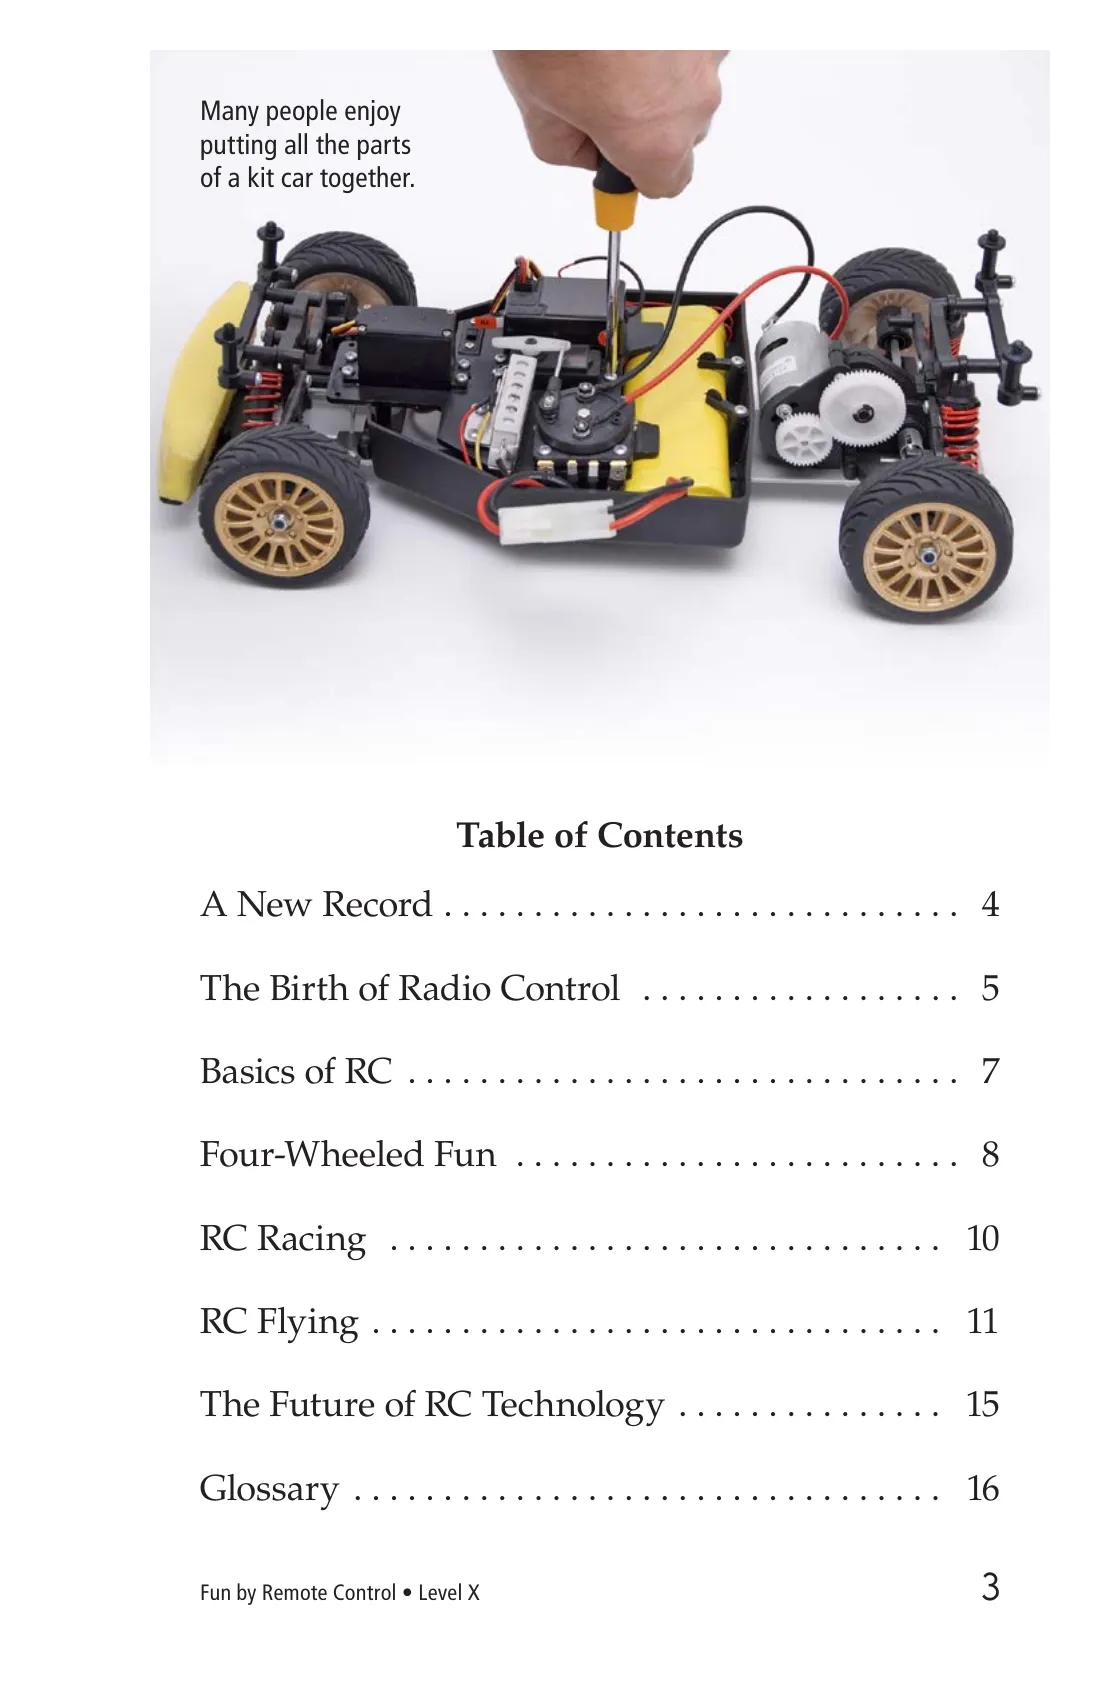 Many people enjoy
putting all the parts
of a kit car together.
Table of Contents
A New Record . . . . . . . . . . . . . . . . . . . . . . . . . . . . . 4
The Birth of Radio Control . . . . . . . . . . . . . . . . . . 5
Basics of RC . . . . . . . . . . . . . . . . . . . . . . . . . . . . . . . 7
Four-Wheeled Fun . . . . . . . . . . . . . . . . . . . . . . . . . 8
RC Racing . . . . . . . . . . . . . . . . . . . . . . . . . . . . . . . 10
RC Flying . . . . . . . . . . . . . . . . . . . . . . . . . . . . . . . . 11
The Future of RC Technology . . . . . . . . . . . . . . . 15
Glossary . . . . . . . . . . . . . . . . . . . . . . . . . . . . . . . . . 16
Fun by Remote Control • Level X 3